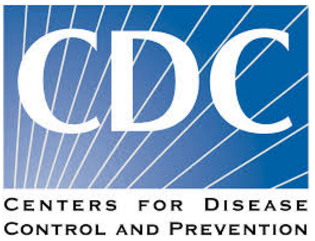 CDC
CENTERS FOR DISEASE
CONTROL AND PREVENTION